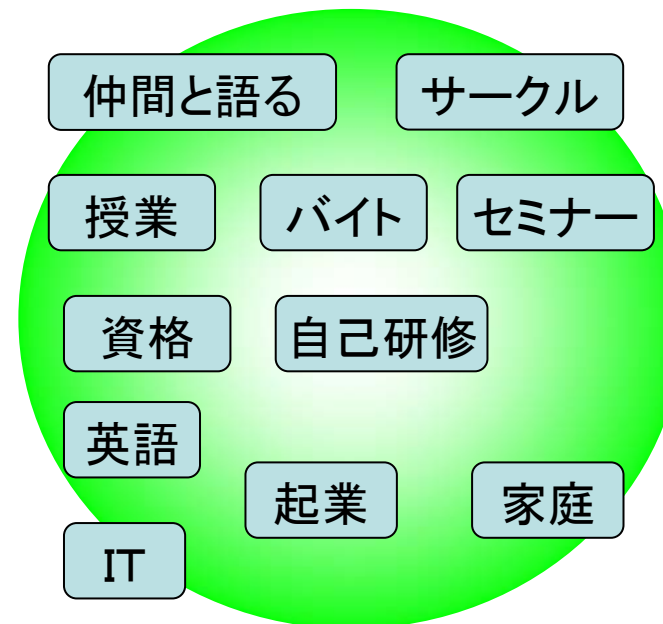 仲間と語る
サークル
授業
バイト
セミナー
資格
自己研修
英語
起業
家庭
IT